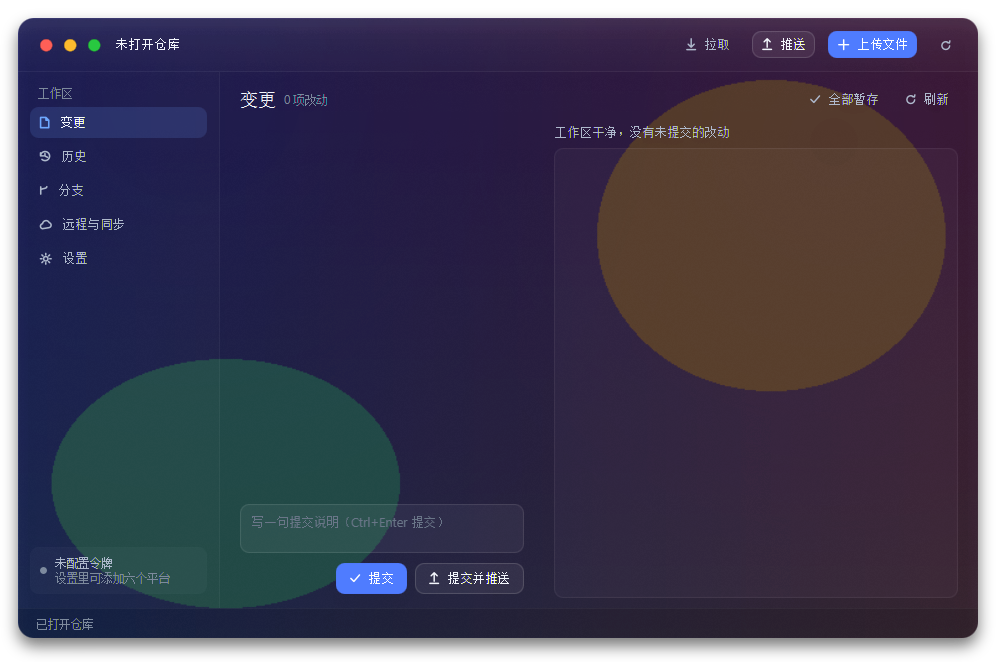 未打开仓库
拉取
推送
上传文件
工作区
变更
历史
分支
远程与同步
设置
未配置令牌
设置里可添加六个平台
变更 0 项改动
全部暂存
刷新
工作区干净，没有未提交的改动
写一句提交说明（Ctrl+Enter 提交）
提交
提交并推送
已打开仓库